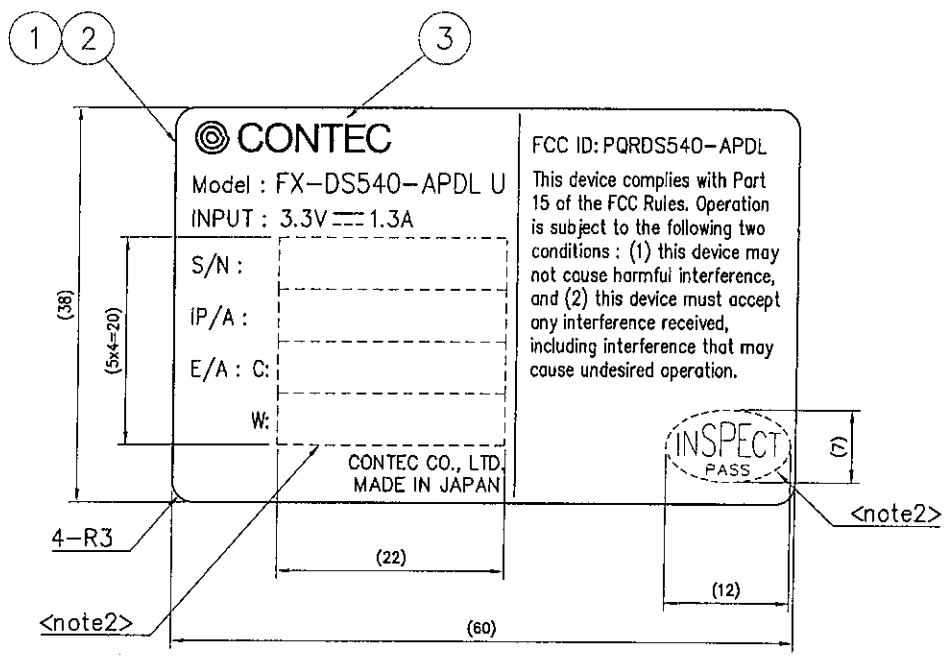 1 2 3
CONTEC
Model : FX-DS540-APDL U
INPUT : 3.3V⎓1.3A
S/N :
IP/A :
E/A : C:
W:
CONTEC CO., LTD.
MADE IN JAPAN
FCC ID: PQRDS540-APDL
This device complies with Part
15 of the FCC Rules. Operation
is subject to the following two
conditions : (1) this device may
not cause harmful interference,
and (2) this device must accept
any interference received,
including interference that may
cause undesired operation.
INSPECT
PASS
(38)
(5x4=20)
(7)
4-R3
<note2>
<note2>
(22)
(12)
(60)